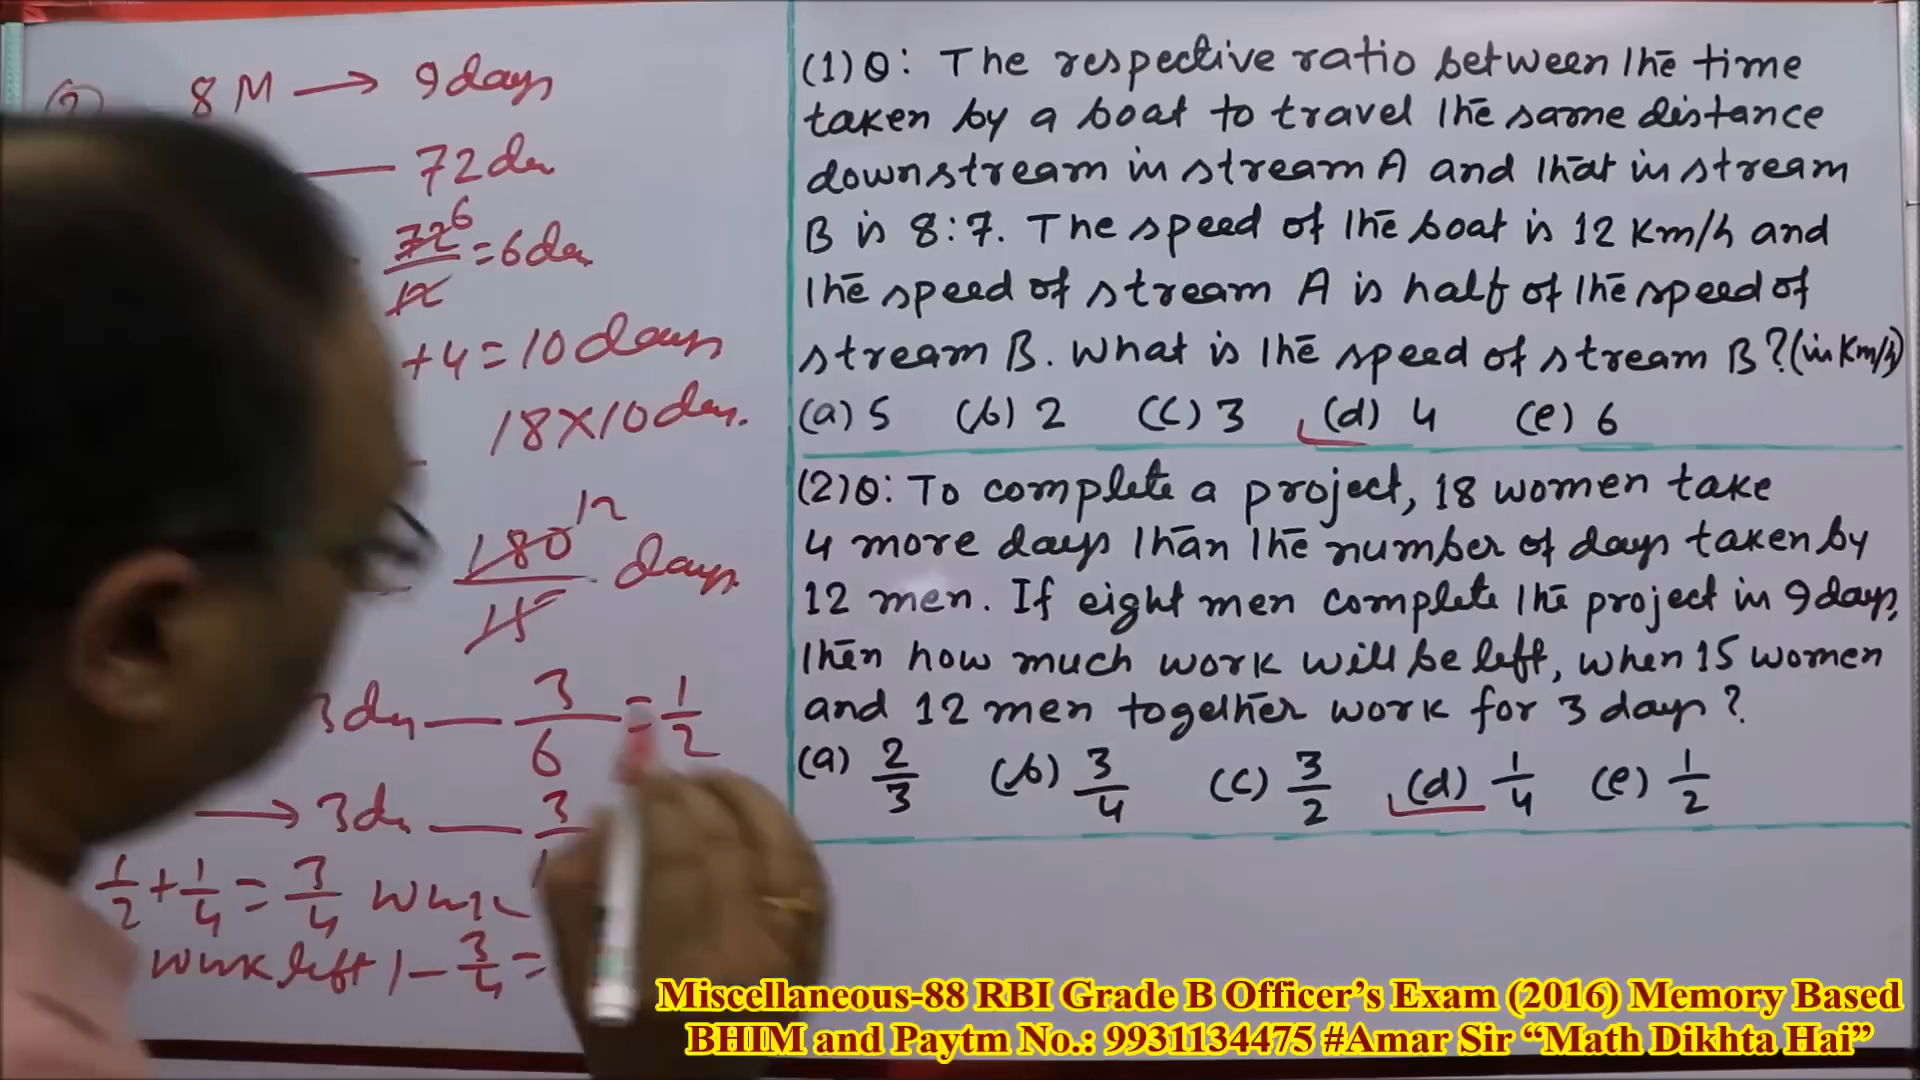 (2) 8 M → 9 days
72 days
72 6 / 12 = 6 days
+4 = 10 days
18 x 10 days.
180 12 / 15 days
3 days — 3/6 = 1/2
→ 3 days — 3
1/2 + 1/4 = 3/4 work
work left 1 - 3/4 =
(1)Q: The respective ratio between the time
taken by a boat to travel the same distance
downstream in stream A and that in stream
B is 8:7. The speed of the boat is 12 Km/h and
the speed of stream A is half of the speed of
stream B. What is the speed of stream B? (in Km/h)
(a) 5 (b) 2 (c) 3 (d) 4 (e) 6
(2)Q: To complete a project, 18 women take
4 more days than the number of days taken by
12 men. If eight men complete the project in 9 days,
then how much work will be left, when 15 women
and 12 men together work for 3 days?
(a) 2/3 (b) 3/4 (c) 3/2 (d) 1/4 (e) 1/2
Miscellaneous-88 RBI Grade B Officer's Exam (2016) Memory Based
BHIM and Paytm No.: 9931134475 #Amar Sir "Math Dikhta Hai"